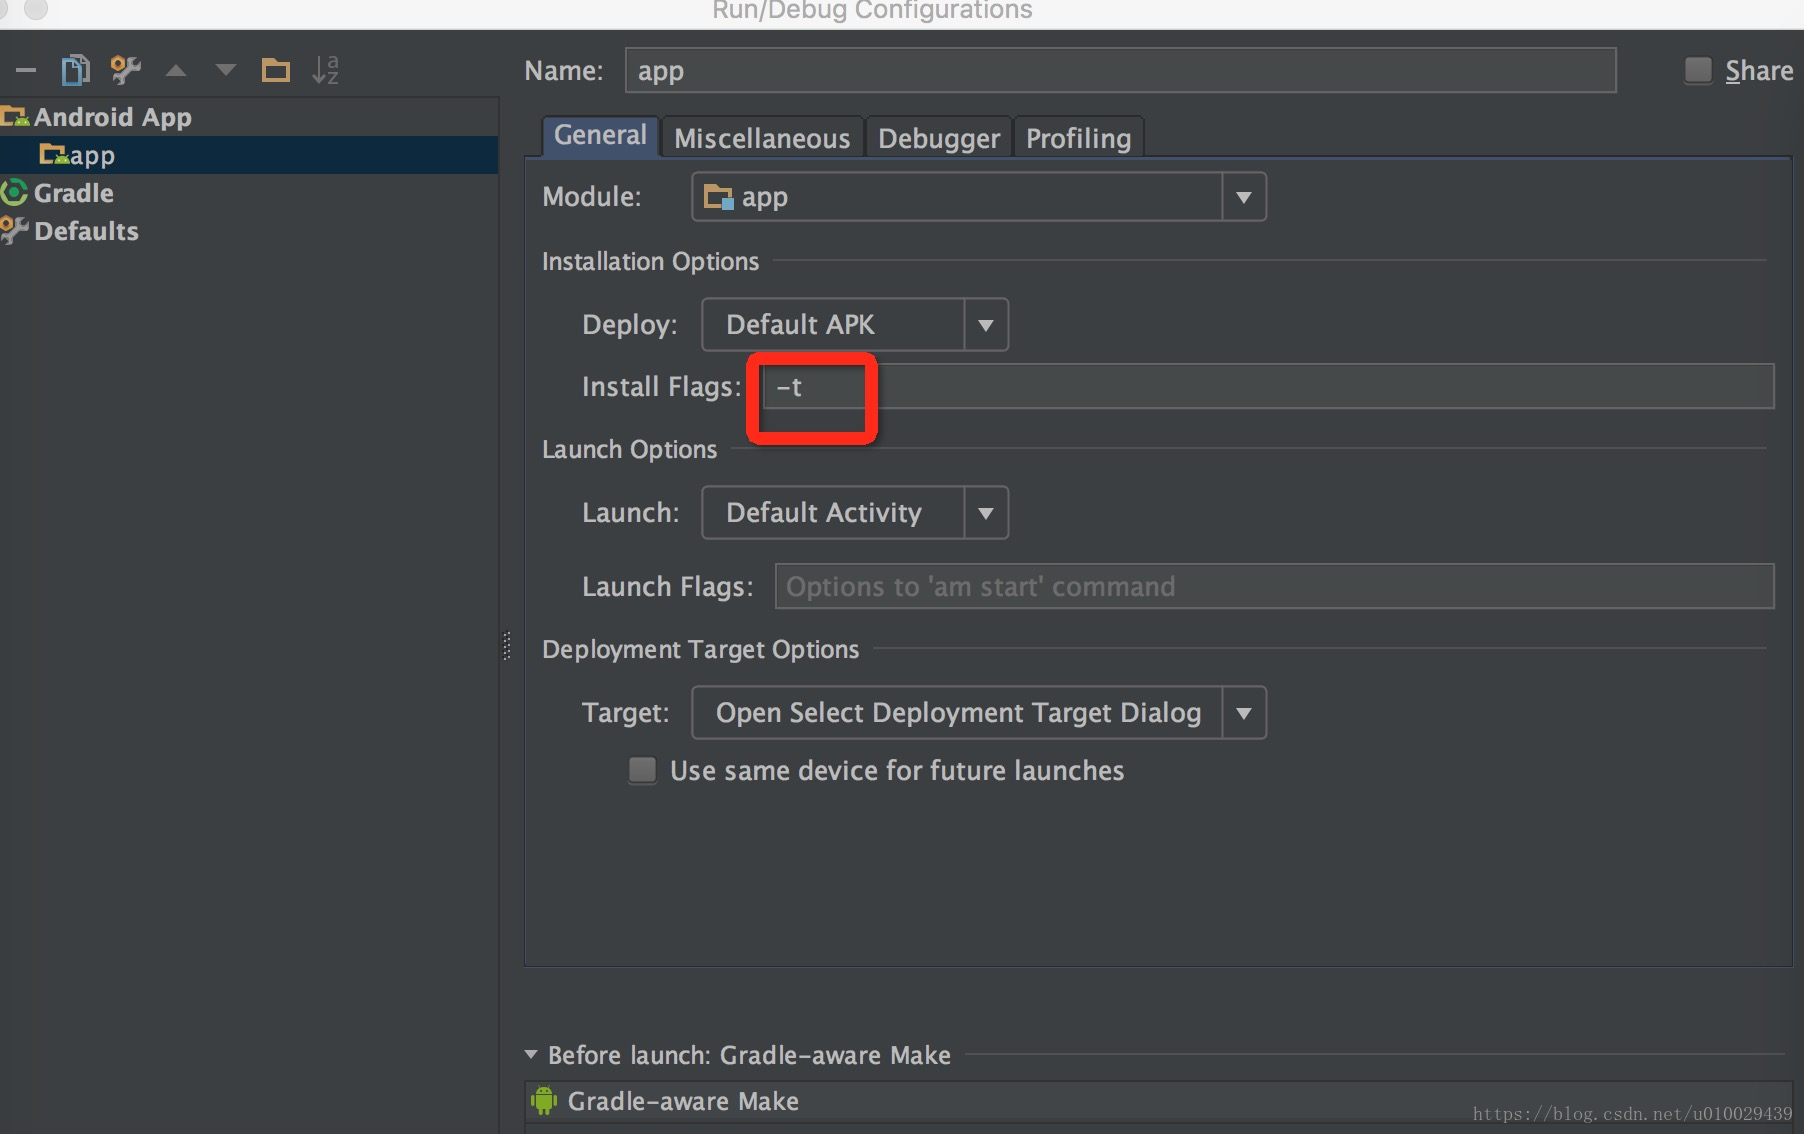 Run/Debug Configurations
Name: app
Share
Android App
app
Gradle
Defaults
General Miscellaneous Debugger Profiling
Module: app
Installation Options
Deploy: Default APK
Install Flags: -t
Launch Options
Launch: Default Activity
Launch Flags: Options to 'am start' command
Deployment Target Options
Target: Open Select Deployment Target Dialog
Use same device for future launches
Before launch: Gradle-aware Make
Gradle-aware Make
https://blog.csdn.net/u010029439